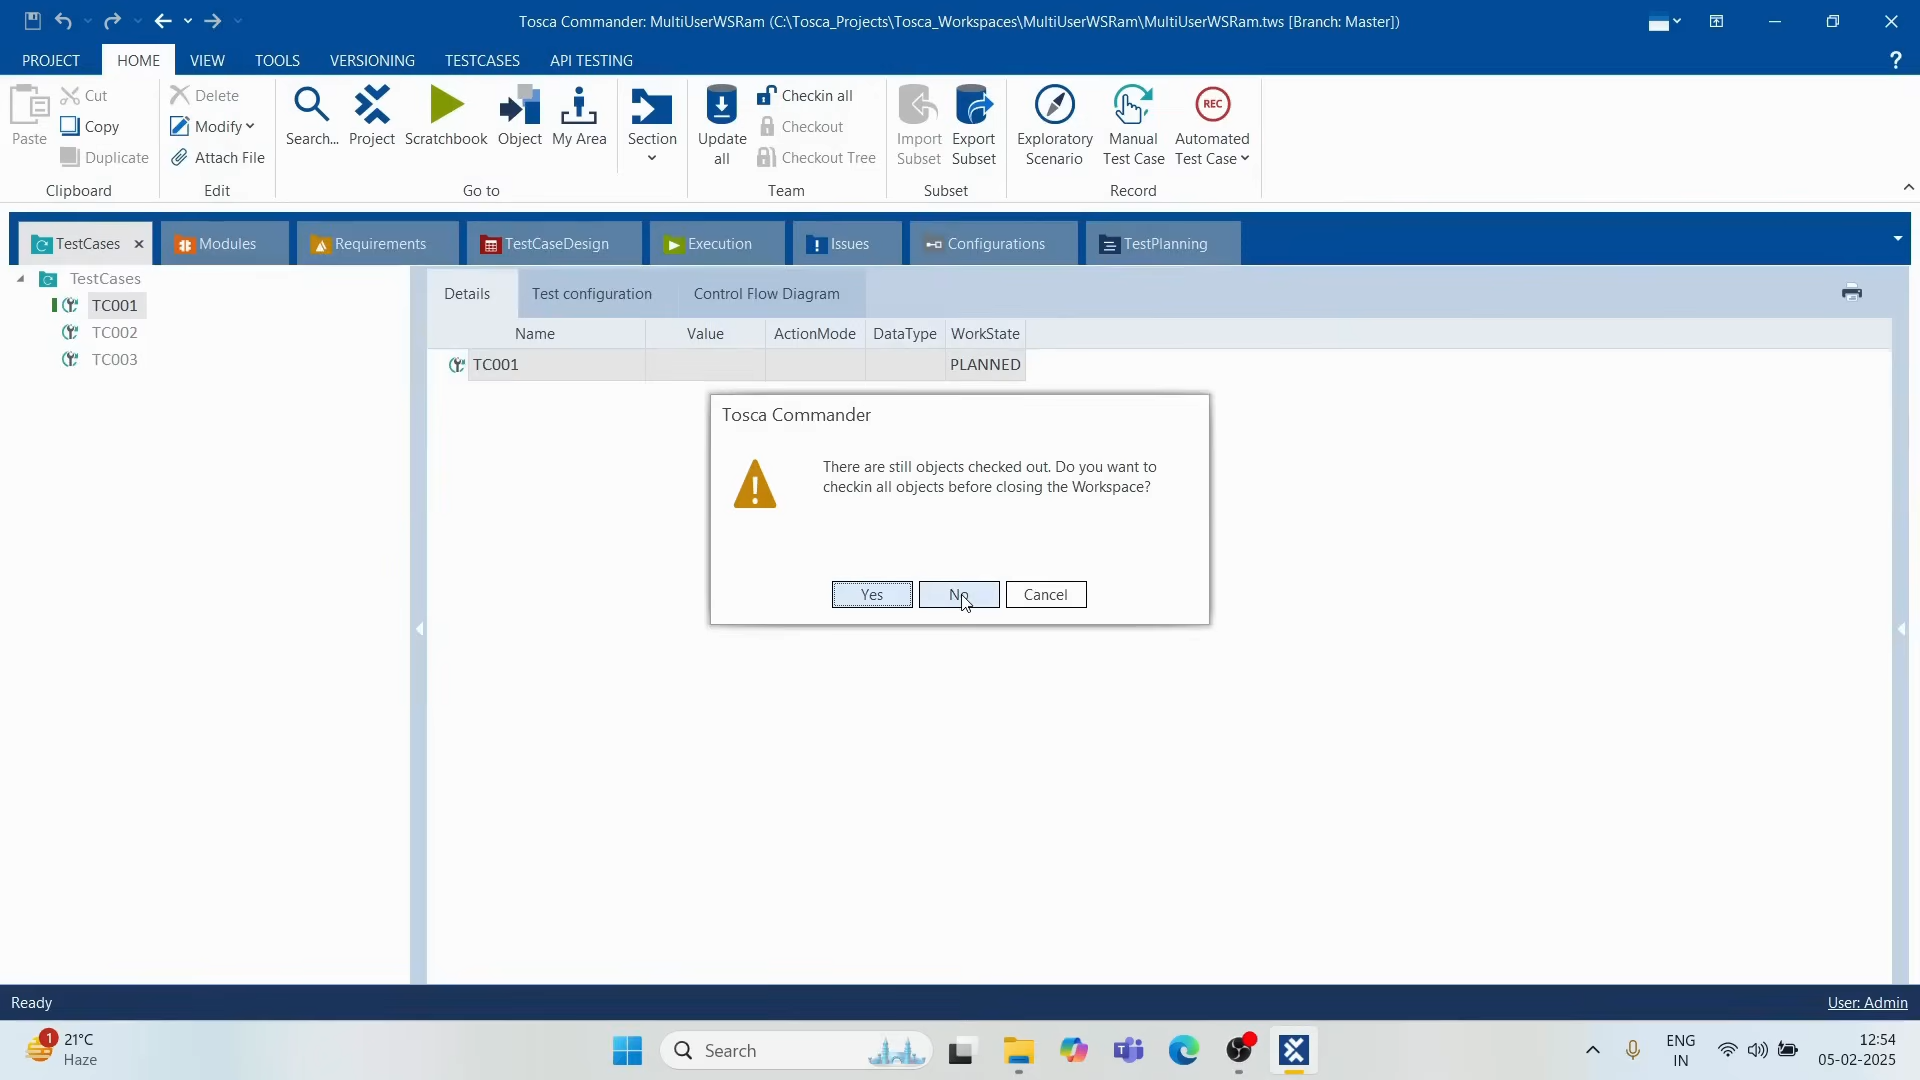 Tosca Commander: MultiUserWSRam (C:\Tosca_Projects\Tosca_Workspaces\MultiUserWSRam\MultiUserWSRam.tws [Branch: Master])
PROJECT HOME VIEW TOOLS VERSIONING TESTCASES API TESTING ?
Paste Cut Copy Duplicate
Delete Modify Attach File
Search... Project Scratchbook Object My Area Section
Update all Checkin all Checkout Checkout Tree
Import Subset Export Subset
Exploratory Scenario Manual Test Case REC Automated Test Case
Clipboard Edit Go to Team Subset Record
TestCases Modules Requirements TestCaseDesign Execution Issues Configurations TestPlanning
TestCases
TC001
TC002
TC003
Details Test configuration Control Flow Diagram
Name Value ActionMode DataType WorkState
TC001 PLANNED
Tosca Commander
There are still objects checked out. Do you want to
checkin all objects before closing the Workspace?
Yes No Cancel
Ready User: Admin
1 21°C
Haze
Search
ENG
IN
12:54
05-02-2025